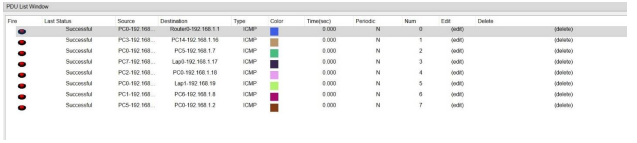 PDU List Window
Fire Last Status Source Destination Type Color Time(sec) Periodic Num Edit Delete
Successful PC0-192.168... Router0-192.168.1.1 ICMP 0.000 N 0 (edit) (delete)
Successful PC3-192.168... PC14-192.168.1.16 ICMP 0.000 N 1 (edit) (delete)
Successful PC0-192.168... PC5-192.168.1.7 ICMP 0.000 N 2 (edit) (delete)
Successful PC7-192.168... Lap0-192.168.1.17 ICMP 0.000 N 3 (edit) (delete)
Successful PC2-192.168... PC0-192.168.1.18 ICMP 0.000 N 4 (edit) (delete)
Successful PC0-192.168... Lap1-192.168.19 ICMP 0.000 N 5 (edit) (delete)
Successful PC1-192.168... PC6-192.168.1.8 ICMP 0.000 N 6 (edit) (delete)
Successful PC5-192.168... PC0-192.168.1.2 ICMP 0.000 N 7 (edit) (delete)